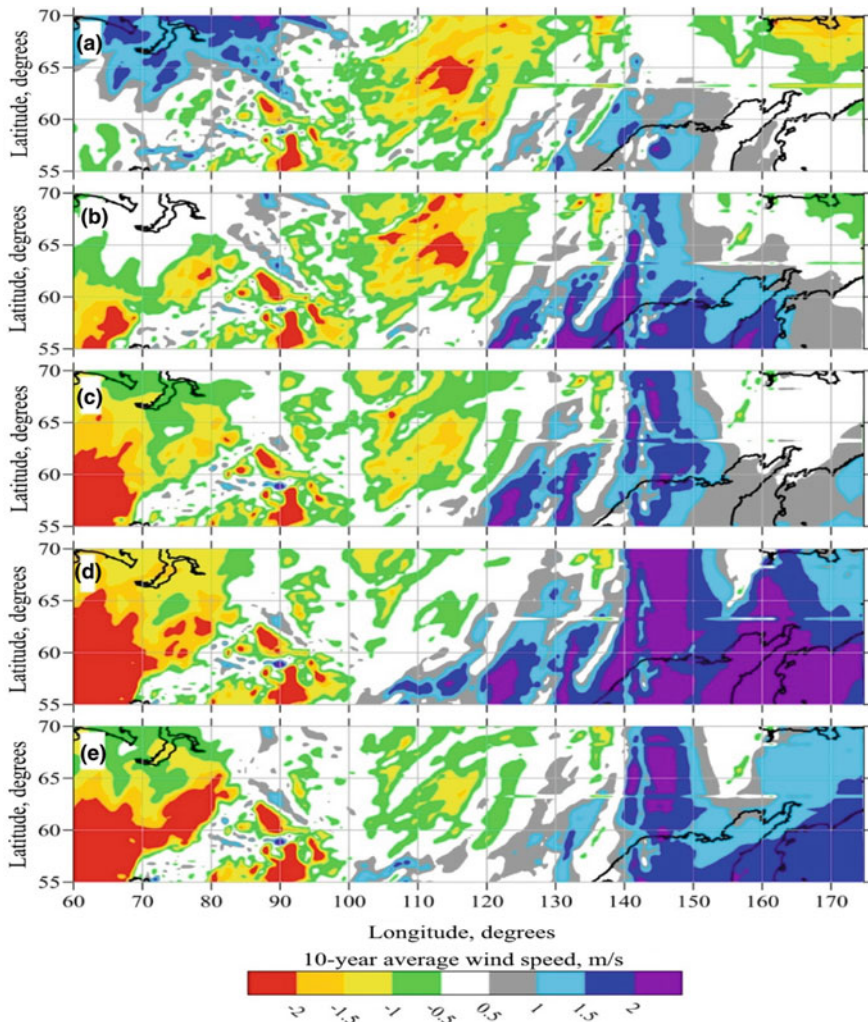 70
(a)
65
60
55
Latitude, degrees
70
(b)
65
60
55
Latitude, degrees
70
(c)
65
60
55
Latitude, degrees
70
(d)
65
60
55
Latitude, degrees
70
(e)
65
60
55
Latitude, degrees
60 70 80 90 100 110 120 130 140 150 160 170
Longitude, degrees
10-year average wind speed, m/s
-2 -1.5 -1 -0.5 0.5 1 1.5 2